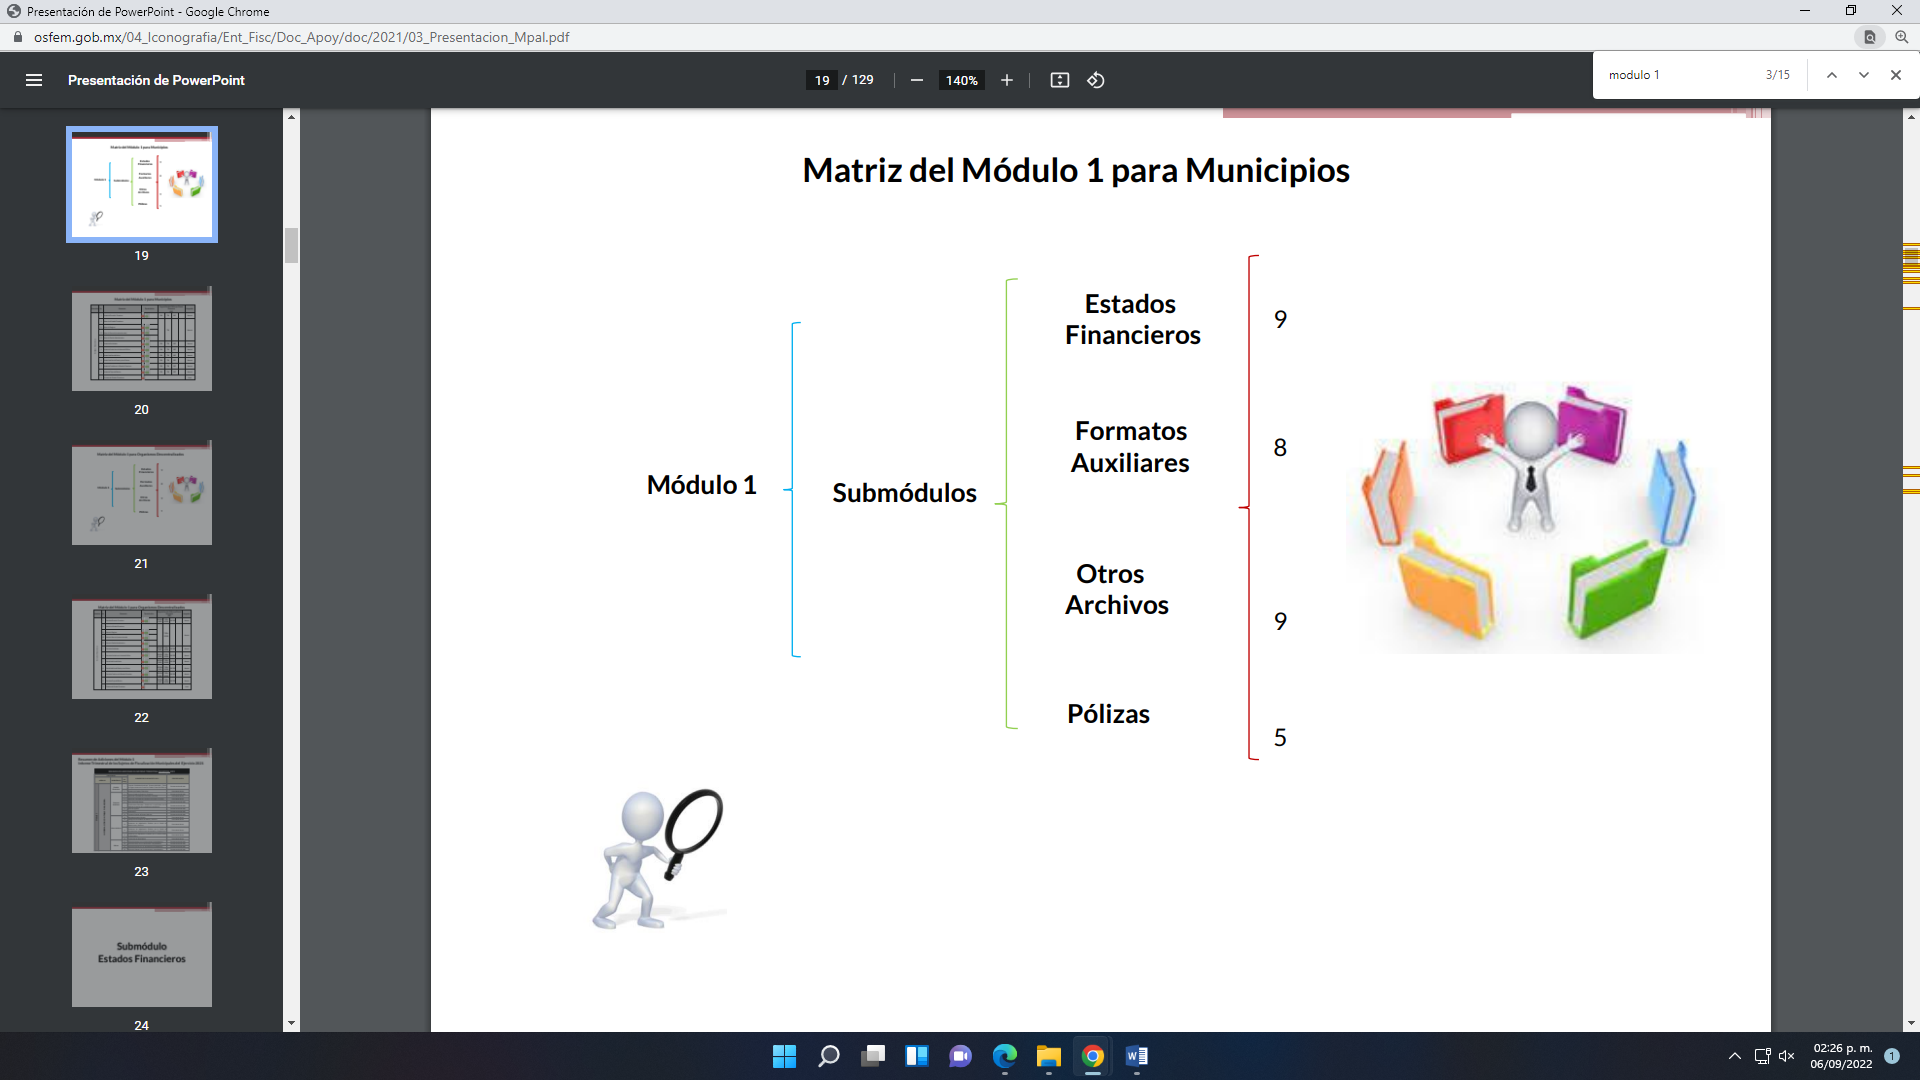 Presentación de PowerPoint - Google Chrome
osfem.gob.mx/04_Iconografia/Ent_Fisc/Doc_Apoy/doc/2021/03_Presentacion_Mpal.pdf
Presentación de PowerPoint
19 / 129
140%
modulo 1
3/15
19
20
21
22
23
Submódulo
Estados Financieros
24
Matriz del Módulo 1 para Municipios
Módulo 1
Submódulos
Estados
Financieros
9
Formatos
Auxiliares
8
Otros
Archivos
9
Pólizas
5
02:26 p. m.
06/09/2022
1